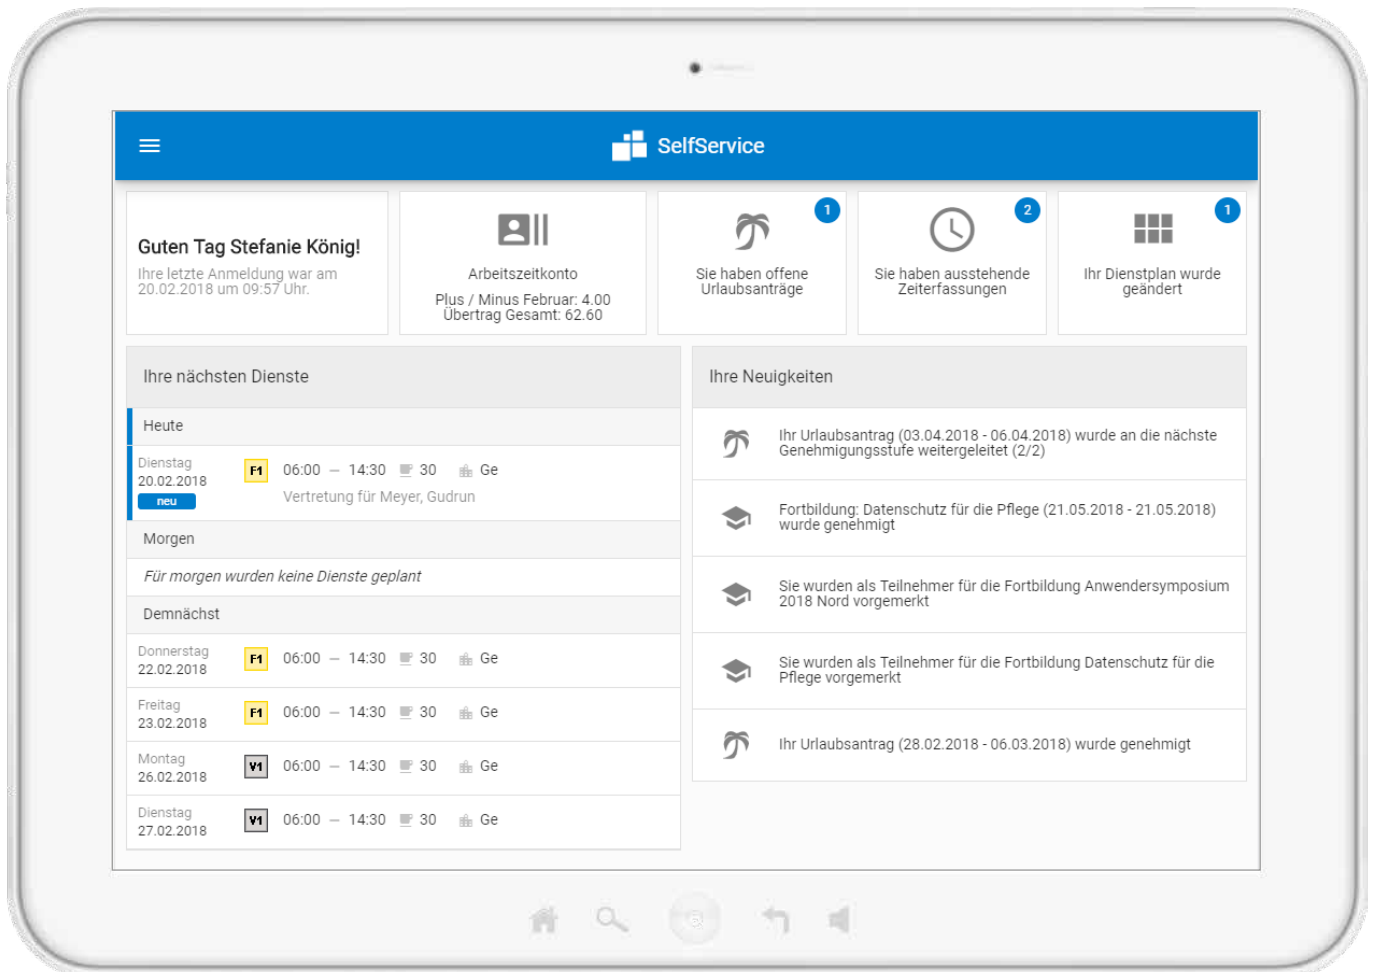 SelfService
Guten Tag Stefanie König!
Ihre letzte Anmeldung war am
20.02.2018 um 09:57 Uhr.
Arbeitszeitkonto
Plus / Minus Februar: 4.00
Übertrag Gesamt: 62.60
1
Sie haben offene
Urlaubsanträge
2
Sie haben ausstehende
Zeiterfassungen
1
Ihr Dienstplan wurde
geändert
Ihre nächsten Dienste
Heute
Dienstag
20.02.2018
neu
F1 06:00 – 14:30 30 Ge
Vertretung für Meyer, Gudrun
Morgen
Für morgen wurden keine Dienste geplant
Demnächst
Donnerstag
22.02.2018
F1 06:00 – 14:30 30 Ge
Freitag
23.02.2018
F1 06:00 – 14:30 30 Ge
Montag
26.02.2018
V1 06:00 – 14:30 30 Ge
Dienstag
27.02.2018
V1 06:00 – 14:30 30 Ge
Ihre Neuigkeiten
Ihr Urlaubsantrag (03.04.2018 - 06.04.2018) wurde an die nächste
Genehmigungsstufe weitergeleitet (2/2)
Fortbildung: Datenschutz für die Pflege (21.05.2018 - 21.05.2018)
wurde genehmigt
Sie wurden als Teilnehmer für die Fortbildung Anwendersymposium
2018 Nord vorgemerkt
Sie wurden als Teilnehmer für die Fortbildung Datenschutz für die
Pflege vorgemerkt
Ihr Urlaubsantrag (28.02.2018 - 06.03.2018) wurde genehmigt